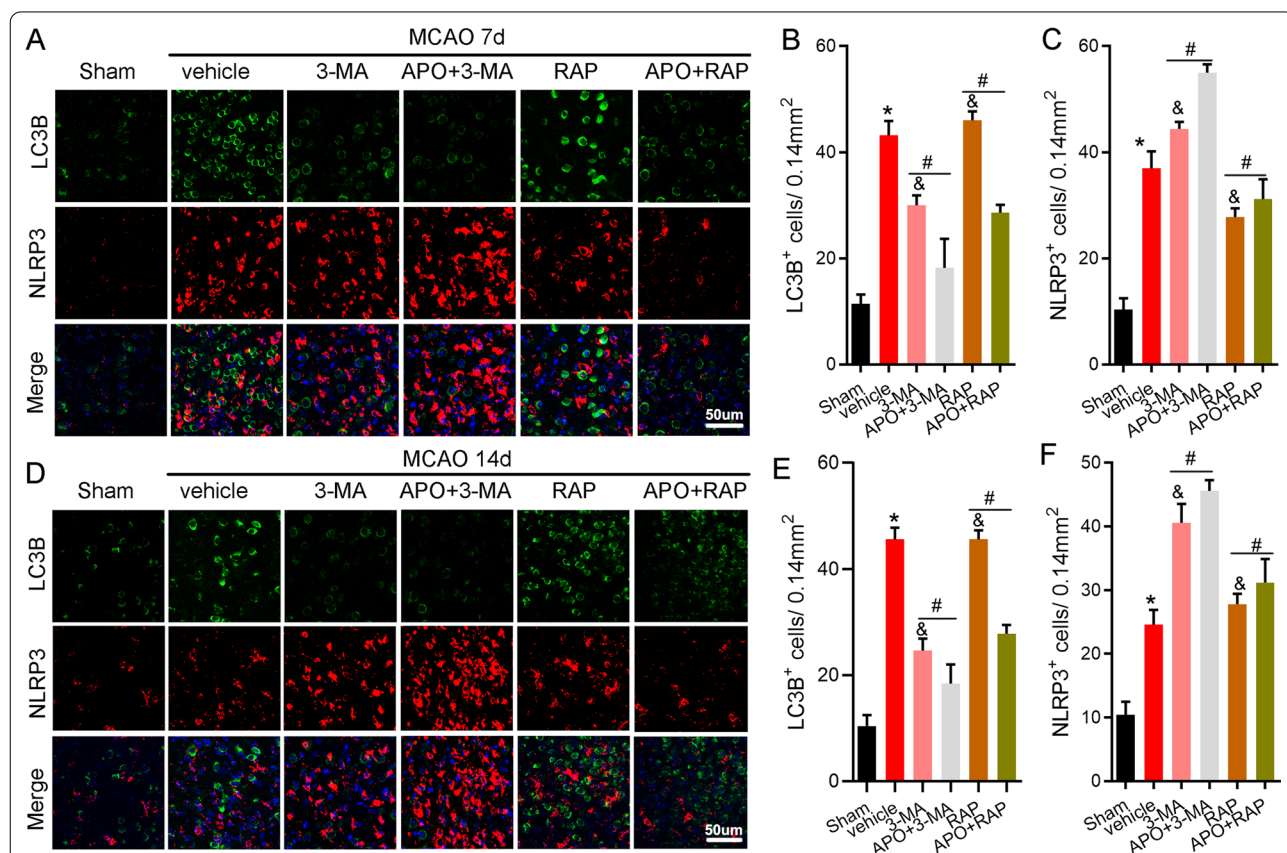 A
MCAO 7d
Sham vehicle 3-MA APO+3-MA RAP APO+RAP
LC3B
NLRP3
Merge
50um
B
LC3B+ cells/ 0.14mm2
60
40
20
0
*
&
#
&
#
Sham
vehicle
3-MA
APO+3-MA
RAP
APO+RAP
C
NLRP3+ cells/ 0.14mm2
60
40
20
0
*
&
#
&
#
Sham
vehicle
3-MA
APO+3-MA
RAP
APO+RAP
D
MCAO 14d
Sham vehicle 3-MA APO+3-MA RAP APO+RAP
LC3B
NLRP3
Merge
50um
E
LC3B+ cells/ 0.14mm2
60
40
20
0
*
&
#
&
#
Sham
vehicle
3-MA
APO+3-MA
RAP
APO+RAP
F
NLRP3+ cells/ 0.14mm2
50
40
30
20
10
0
*
&
#
&
#
Sham
vehicle
3-MA
APO+3-MA
RAP
APO+RAP